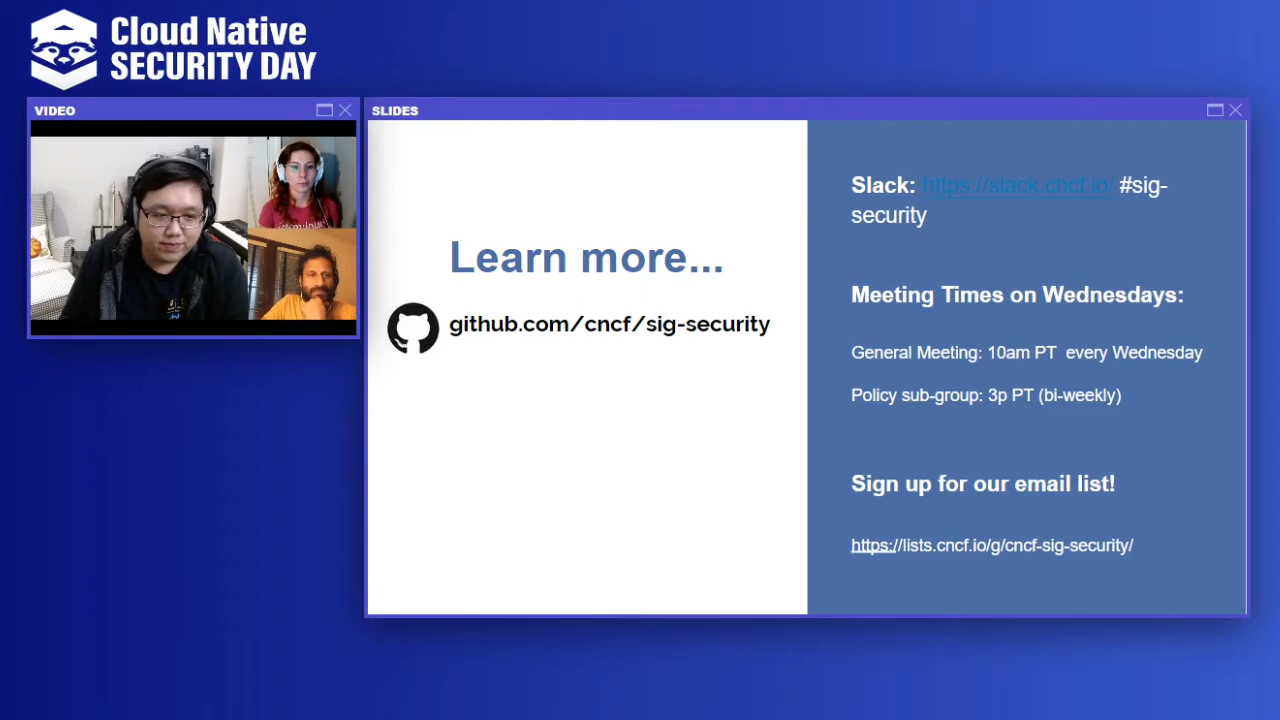 Cloud Native
SECURITY DAY
VIDEO
SLIDES
Slack: https://slack.cncf.io/ #sig-
security
Learn more...
github.com/cncf/sig-security
Meeting Times on Wednesdays:
General Meeting: 10am PT every Wednesday
Policy sub-group: 3p PT (bi-weekly)
Sign up for our email list!
https://lists.cncf.io/g/cncf-sig-security/